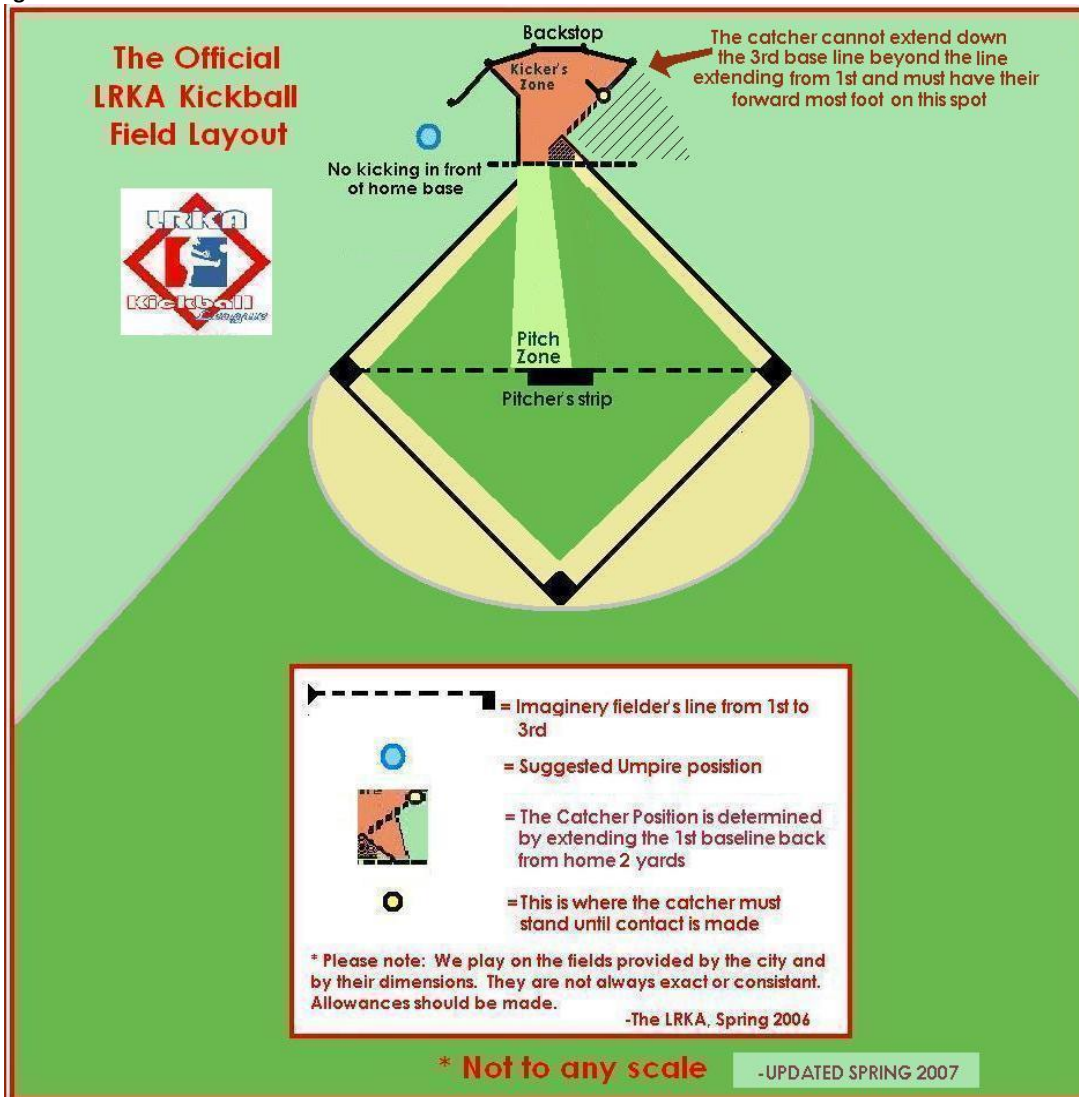 The Official
LRKA Kickball
Field Layout
Backstop
Kicker's
Zone
The catcher cannot extend down
the 3rd base line beyond the line
extending from 1st and must have their
forward most foot on this spot
No kicking in front
of home base
LRKA
Kickball
Pitch
Zone
Pitcher's strip
= Imaginery fielder's line from 1st to
3rd
= Suggested Umpire posistion
= The Catcher Position is determined
by extending the 1st baseline back
from home 2 yards
=This is where the catcher must
stand until contact is made
* Please note: We play on the fields provided by the city and
by their dimensions. They are not always exact or consistant.
Allowances should be made.
-The LRKA, Spring 2006
* Not to any scale
-UPDATED SPRING 2007